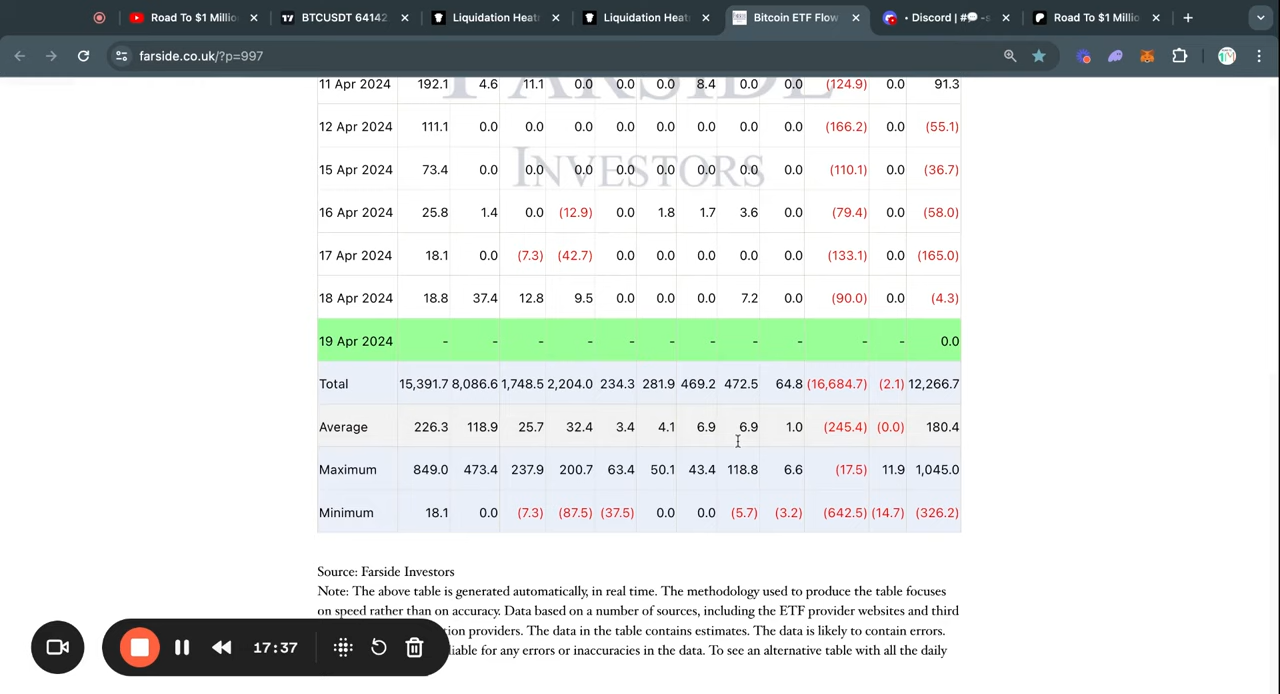 Road To $1 Millio
BTCUSDT 64142
Liquidation Heat
Liquidation Heat
Bitcoin ETF Flow
• Discord | #💬-s
Road To $1 Millio
farside.co.uk/?p=997
FARSIDE
INVESTORS
11 Apr 2024 192.1 4.6 11.1 0.0 0.0 0.0 8.4 0.0 0.0 (124.9) 0.0 91.3
12 Apr 2024 111.1 0.0 0.0 0.0 0.0 0.0 0.0 0.0 0.0 (166.2) 0.0 (55.1)
15 Apr 2024 73.4 0.0 0.0 0.0 0.0 0.0 0.0 0.0 0.0 (110.1) 0.0 (36.7)
16 Apr 2024 25.8 1.4 0.0 (12.9) 0.0 1.8 1.7 3.6 0.0 (79.4) 0.0 (58.0)
17 Apr 2024 18.1 0.0 (7.3) (42.7) 0.0 0.0 0.0 0.0 0.0 (133.1) 0.0 (165.0)
18 Apr 2024 18.8 37.4 12.8 9.5 0.0 0.0 0.0 7.2 0.0 (90.0) 0.0 (4.3)
19 Apr 2024 - - - - - - - - - - - 0.0
Total 15,391.7 8,086.6 1,748.5 2,204.0 234.3 281.9 469.2 472.5 64.8 (16,684.7) (2.1) 12,266.7
Average 226.3 118.9 25.7 32.4 3.4 4.1 6.9 6.9 1.0 (245.4) (0.0) 180.4
Maximum 849.0 473.4 237.9 200.7 63.4 50.1 43.4 118.8 6.6 (17.5) 11.9 1,045.0
Minimum 18.1 0.0 (7.3) (87.5) (37.5) 0.0 0.0 (5.7) (3.2) (642.5) (14.7) (326.2)
Source: Farside Investors
Note: The above table is generated automatically, in real time. The methodology used to produce the table focuses
on speed rather than on accuracy. Data based on a number of sources, including the ETF provider websites and third
tion providers. The data in the table contains estimates. The data is likely to contain errors.
liable for any errors or inaccuracies in the data. To see an alternative table with all the daily
17:37